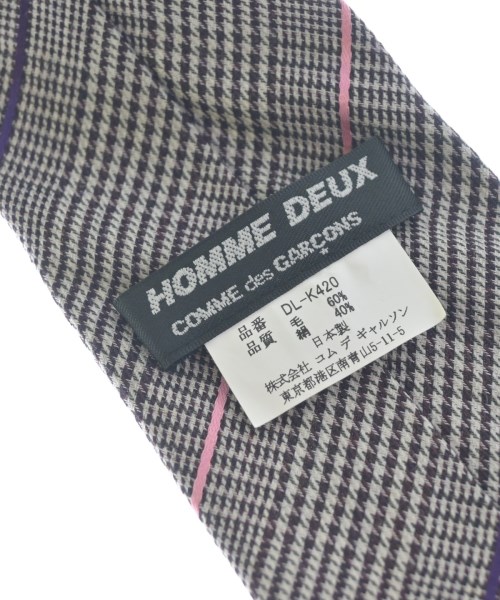 HOMME DEUX
COMME des GARÇONS
品番 DL-K420
品質 毛 60%
絹 40%
日本製
株式会社 コム デ ギャルソン
東京都港区南青山5-11-5